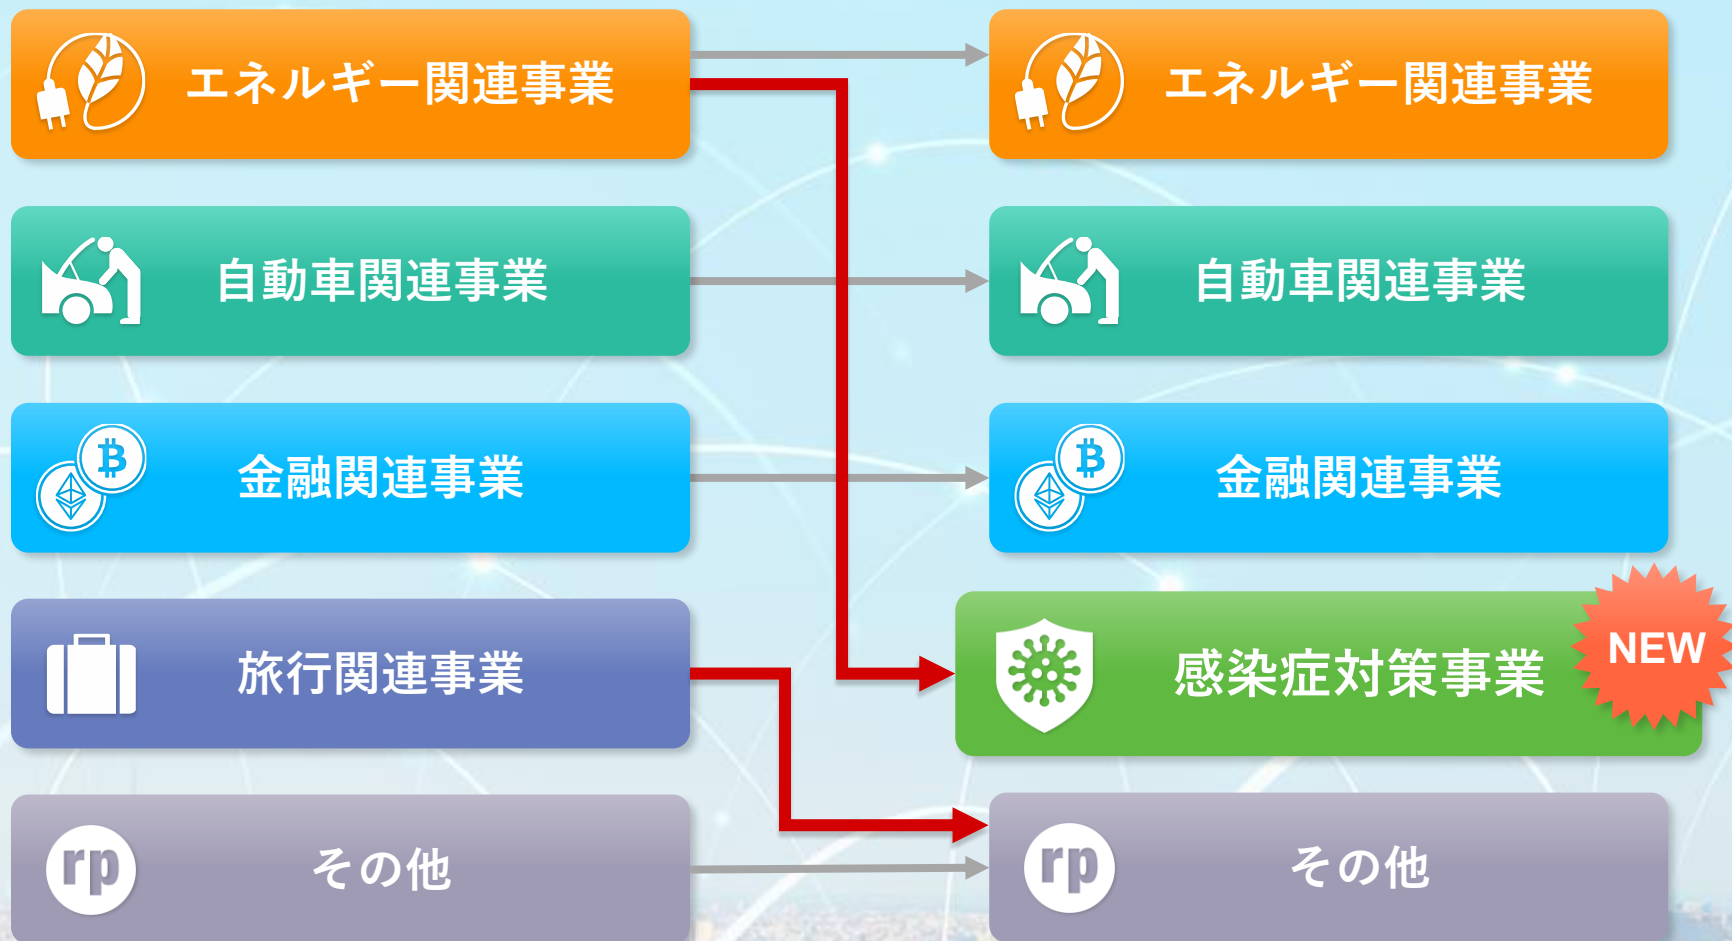 エネルギー関連事業
エネルギー関連事業
自動車関連事業
自動車関連事業
金融関連事業
金融関連事業
旅行関連事業
感染症対策事業
NEW
rp
その他
rp
その他